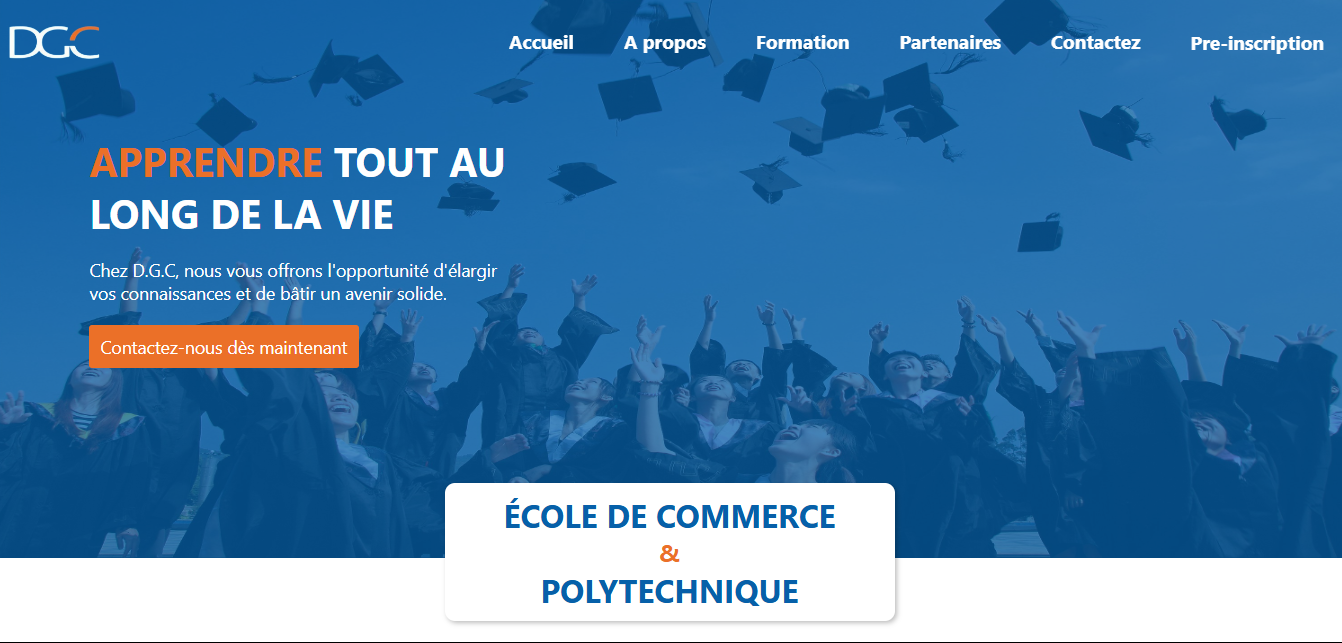 DGC
Accueil A propos Formation Partenaires Contactez Pre-inscription
APPRENDRE TOUT AU
LONG DE LA VIE
Chez D.G.C, nous vous offrons l'opportunité d'élargir
vos connaissances et de bâtir un avenir solide.
Contactez-nous dès maintenant
ÉCOLE DE COMMERCE
&
POLYTECHNIQUE